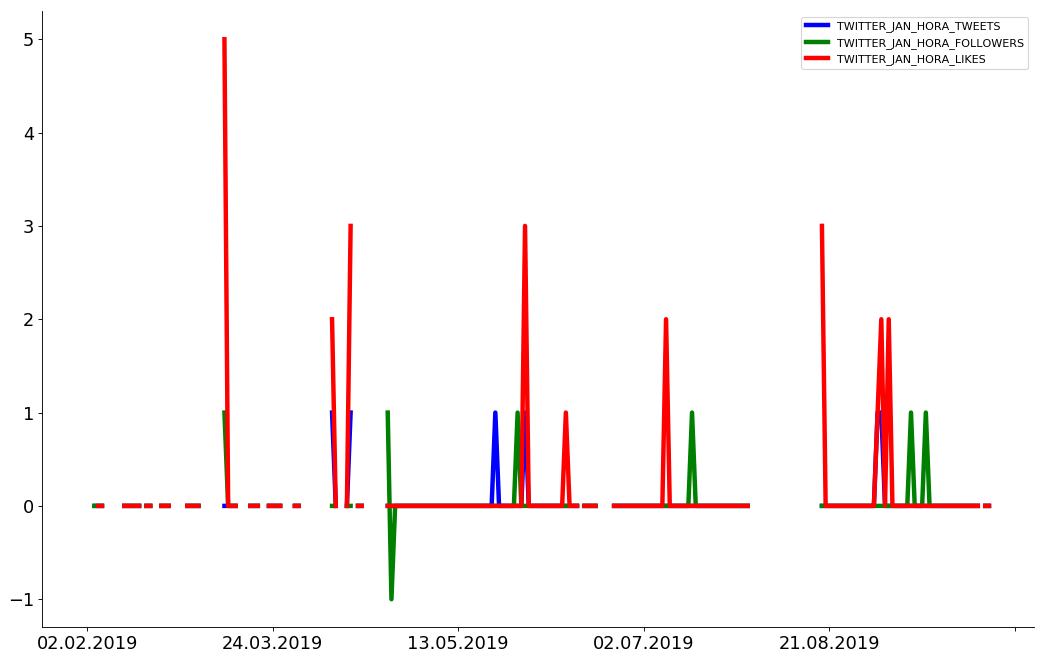 TWITTER_JAN_HORA_TWEETS
TWITTER_JAN_HORA_FOLLOWERS
TWITTER_JAN_HORA_LIKES
5
4
3
2
1
0
−1
02.02.2019 24.03.2019 13.05.2019 02.07.2019 21.08.2019